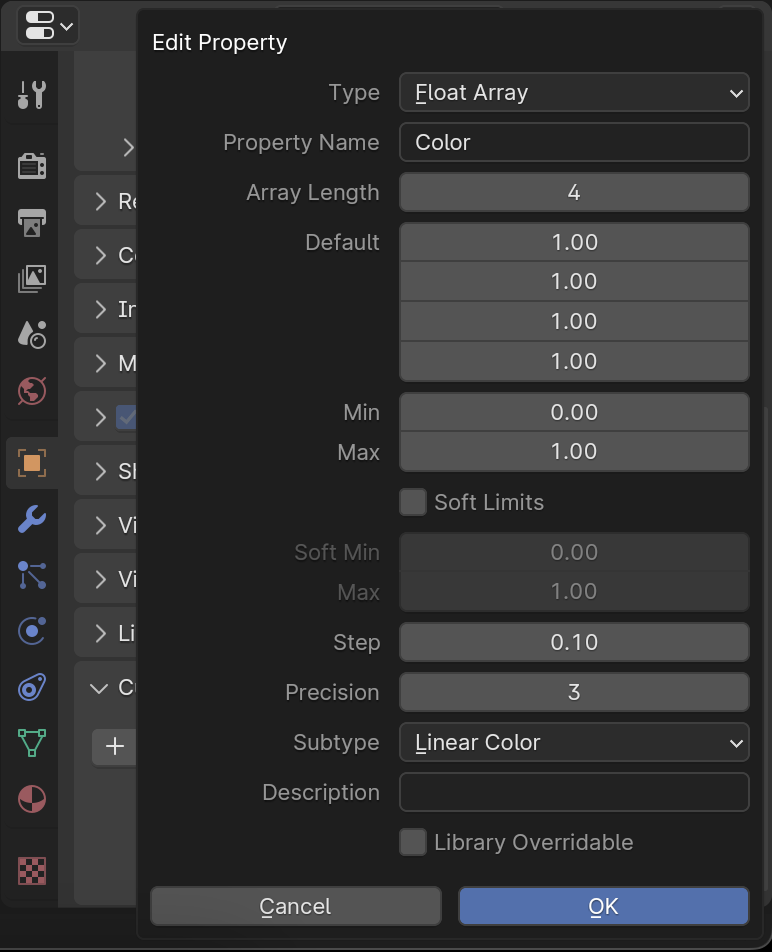 Edit Property
Type Float Array
Property Name Color
Array Length 4
Re
Default 1.00
Co
1.00
In
1.00
M
1.00
Min 0.00
Max 1.00
Sh
Soft Limits
Vi
Soft Min 0.00
Vi
Max 1.00
Li
Step 0.10
Cu
Precision 3
Subtype Linear Color
Description
Library Overridable
Cancel OK